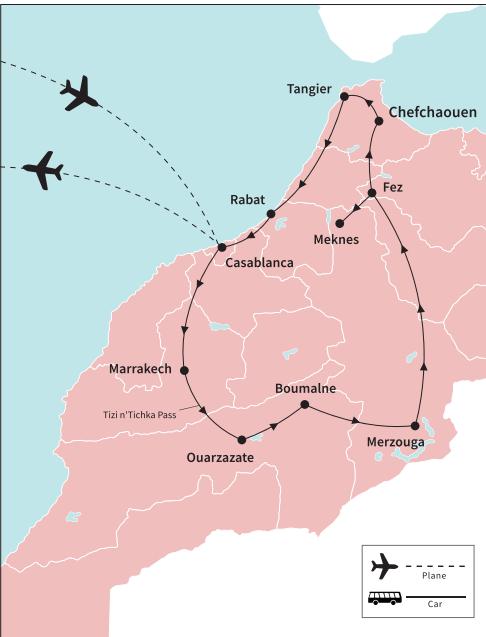 Tangier
Chefchaouen
Fez
Rabat
Meknes
Casablanca
Marrakech
Boumalne
Tizi n'Tichka Pass
Merzouga
Ouarzazate
Plane
Car